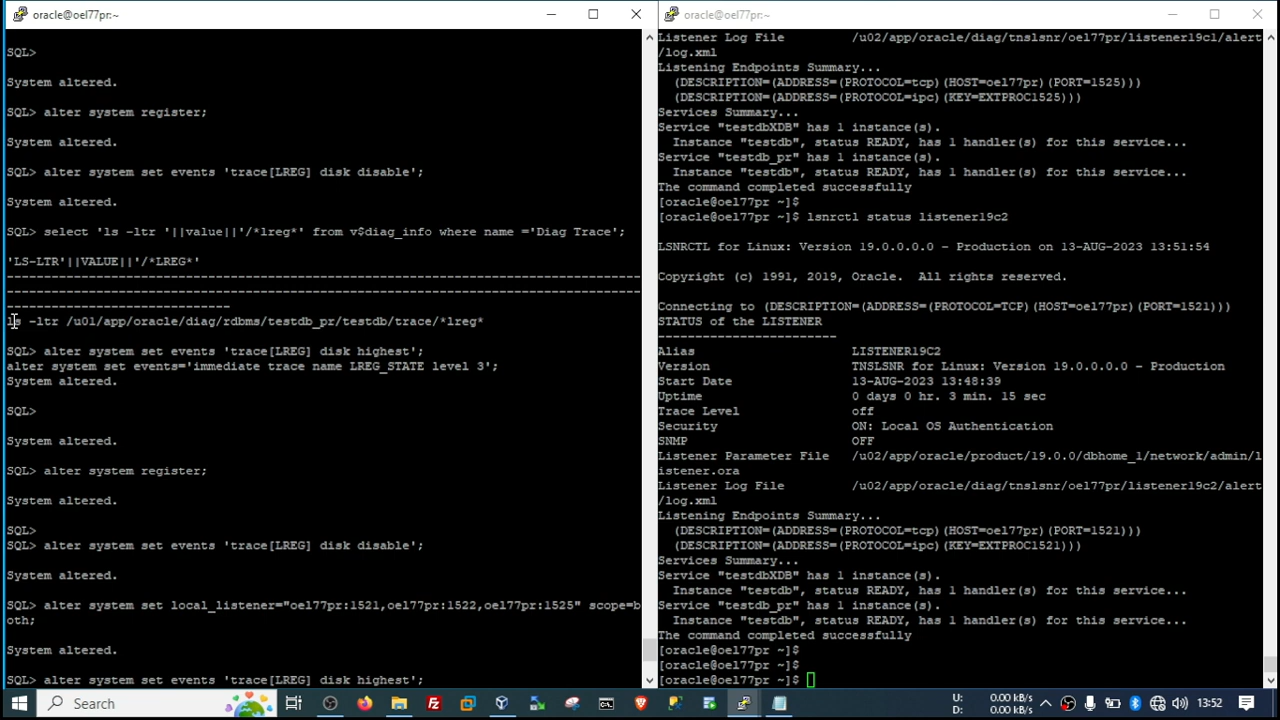 oracle@oel77pr:~
SQL>
System altered.
SQL> alter system register;
System altered.
SQL> alter system set events 'trace[LREG] disk disable';
System altered.
SQL> select 'ls -ltr '||value||'/*lreg*' from v$diag_info where name ='Diag Trace';
'LS-LTR'||VALUE||'/*LREG*'
--------------------------------------------------------------------------------
--------------------------------------------------------------------------------
----------------------------
ls -ltr /u01/app/oracle/diag/rdbms/testdb_pr/testdb/trace/*lreg*
SQL> alter system set events 'trace[LREG] disk highest';
alter system set events='immediate trace name LREG_STATE level 3';
System altered.
SQL>
System altered.
SQL> alter system register;
System altered.
SQL>
SQL> alter system set events 'trace[LREG] disk disable';
System altered.
SQL> alter system set local_listener="oel77pr:1521,oel77pr:1522,oel77pr:1525" scope=b
oth;
System altered.
SQL> alter system set events 'trace[LREG] disk highest';
oracle@oel77pr:~
Listener Log File /u02/app/oracle/diag/tnslsnr/oel77pr/listener19c1/alert
/log.xml
Listening Endpoints Summary...
(DESCRIPTION=(ADDRESS=(PROTOCOL=tcp)(HOST=oel77pr)(PORT=1525)))
(DESCRIPTION=(ADDRESS=(PROTOCOL=ipc)(KEY=EXTPROC1525)))
Services Summary...
Service "testdbXDB" has 1 instance(s).
Instance "testdb", status READY, has 1 handler(s) for this service...
Service "testdb_pr" has 1 instance(s).
Instance "testdb", status READY, has 1 handler(s) for this service...
The command completed successfully
[oracle@oel77pr ~]$
[oracle@oel77pr ~]$ lsnrctl status listener19c2
LSNRCTL for Linux: Version 19.0.0.0.0 - Production on 13-AUG-2023 13:51:54
Copyright (c) 1991, 2019, Oracle. All rights reserved.
Connecting to (DESCRIPTION=(ADDRESS=(PROTOCOL=TCP)(HOST=oel77pr)(PORT=1521)))
STATUS of the LISTENER
------------------------
Alias LISTENER19C2
Version TNSLSNR for Linux: Version 19.0.0.0.0 - Production
Start Date 13-AUG-2023 13:48:39
Uptime 0 days 0 hr. 3 min. 15 sec
Trace Level off
Security ON: Local OS Authentication
SNMP OFF
Listener Parameter File /u02/app/oracle/product/19.0.0/dbhome_1/network/admin/l
istener.ora
Listener Log File /u02/app/oracle/diag/tnslsnr/oel77pr/listener19c2/alert
/log.xml
Listening Endpoints Summary...
(DESCRIPTION=(ADDRESS=(PROTOCOL=tcp)(HOST=oel77pr)(PORT=1521)))
(DESCRIPTION=(ADDRESS=(PROTOCOL=ipc)(KEY=EXTPROC1521)))
Services Summary...
Service "testdbXDB" has 1 instance(s).
Instance "testdb", status READY, has 1 handler(s) for this service...
Service "testdb_pr" has 1 instance(s).
Instance "testdb", status READY, has 1 handler(s) for this service...
The command completed successfully
[oracle@oel77pr ~]$
[oracle@oel77pr ~]$
[oracle@oel77pr ~]$
Search
U: 0.00 kB/s 0.00 kB/s
D: 0.00 kB/s 0.00 kB/s
13:52